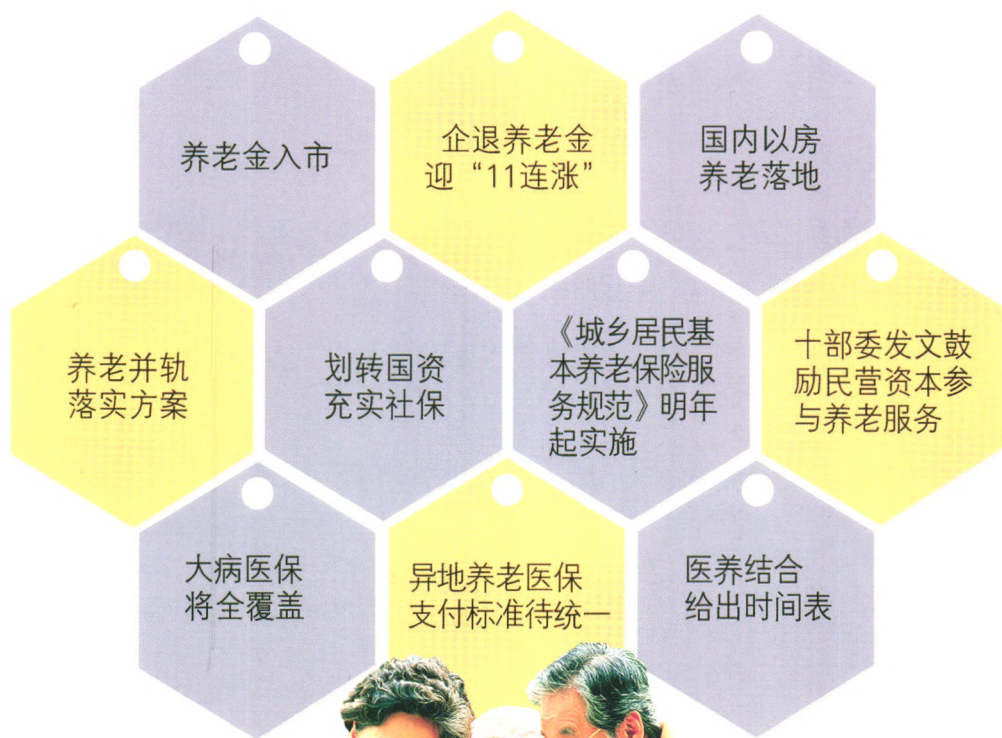 养老金入市
企退养老金
迎“11连涨”
国内以房
养老落地
养老并轨
落实方案
划转国资
充实社保
《城乡居民基
本养老保险服
务规范》明年
起实施
十部委发文鼓
励民营资本参
与养老服务
大病医保
将全覆盖
异地养老医保
支付标准待统一
医养结合
给出时间表